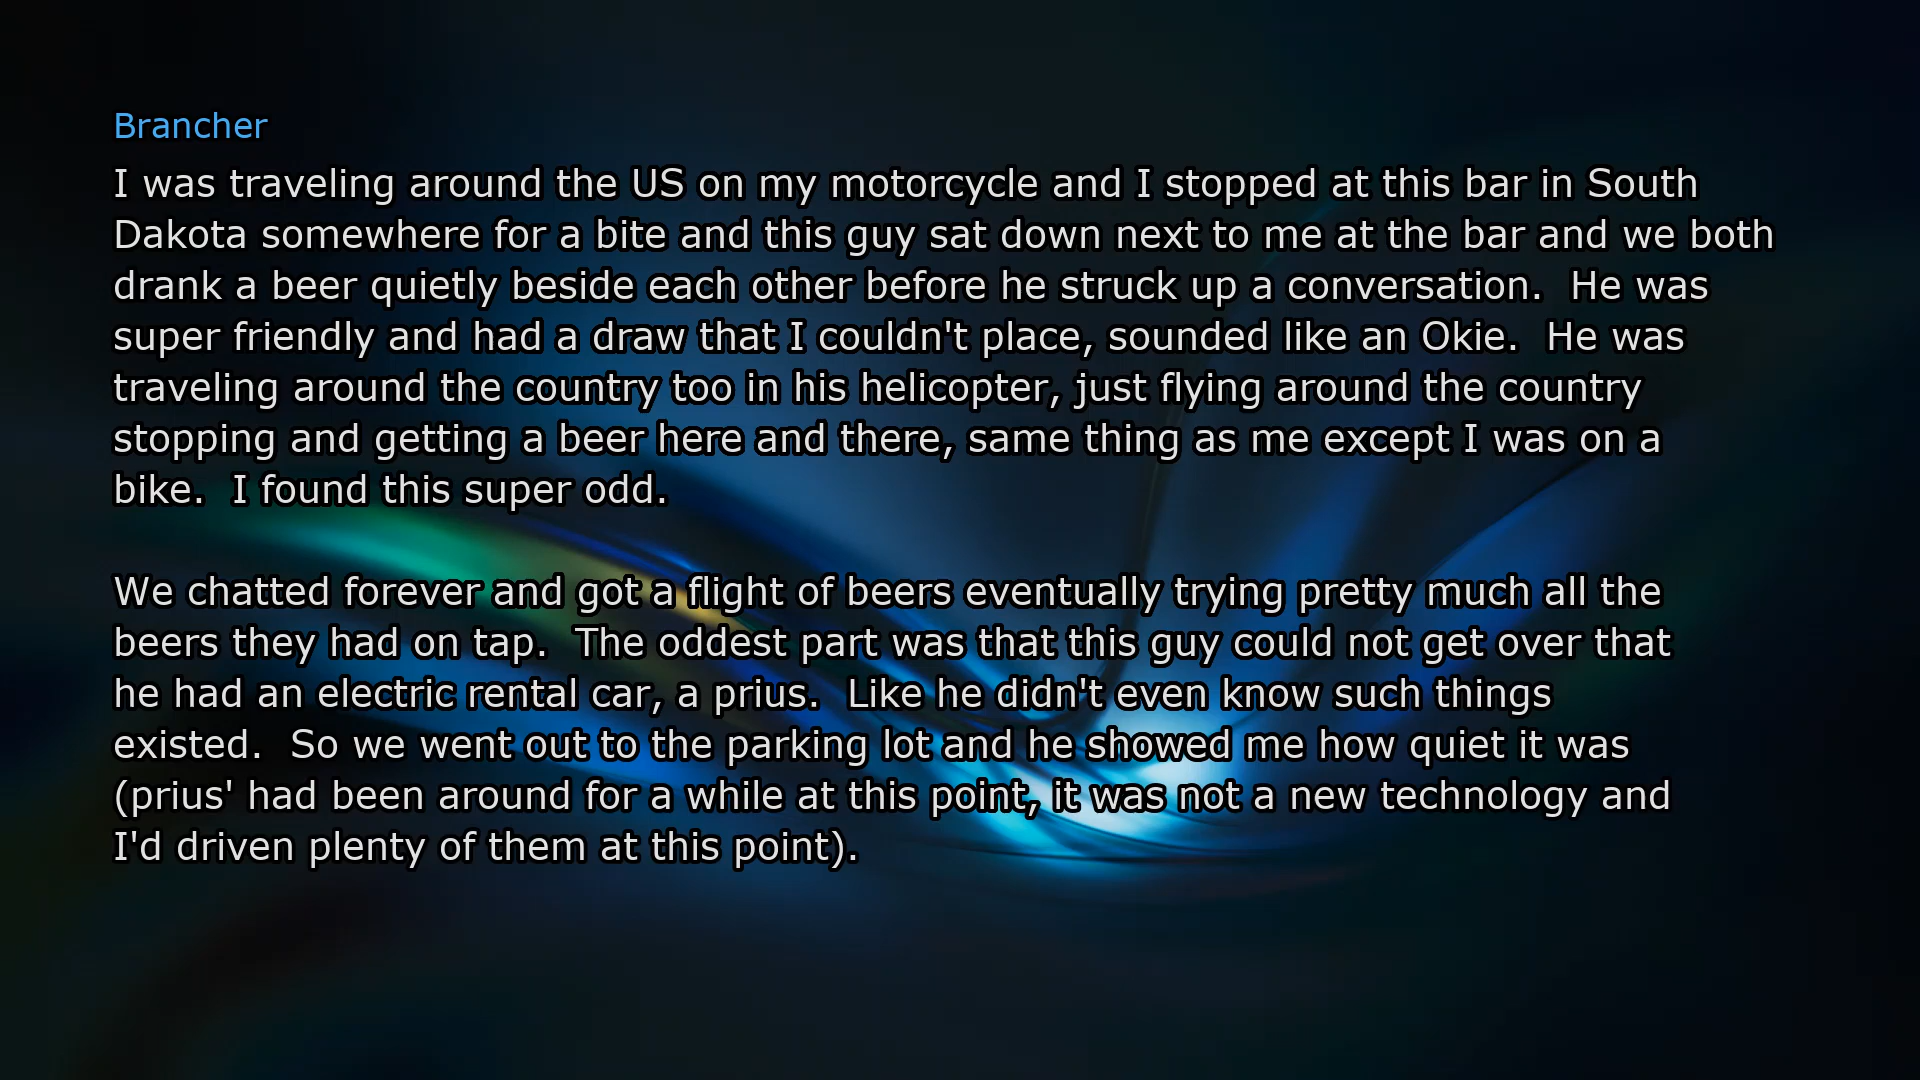 Brancher
I was traveling around the US on my motorcycle and I stopped at this bar in South
Dakota somewhere for a bite and this guy sat down next to me at the bar and we both
drank a beer quietly beside each other before he struck up a conversation.  He was
super friendly and had a draw that I couldn't place, sounded like an Okie.  He was
traveling around the country too in his helicopter, just flying around the country
stopping and getting a beer here and there, same thing as me except I was on a
bike.  I found this super odd.

We chatted forever and got a flight of beers eventually trying pretty much all the
beers they had on tap.  The oddest part was that this guy could not get over that
he had an electric rental car, a prius.  Like he didn't even know such things
existed.  So we went out to the parking lot and he showed me how quiet it was
(prius' had been around for a while at this point, it was not a new technology and
I'd driven plenty of them at this point).